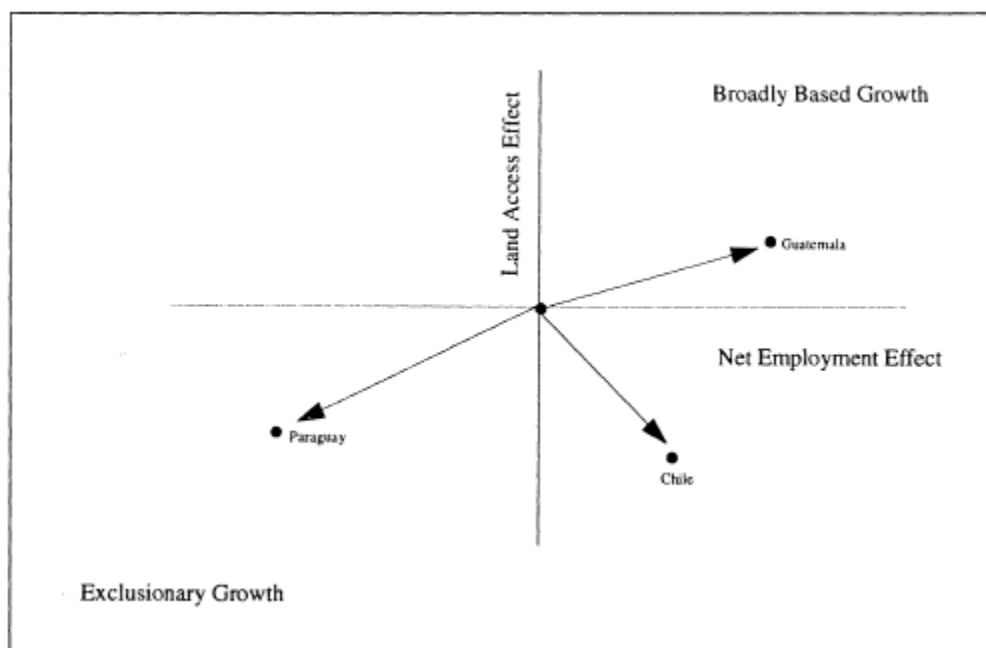 Broadly Based Growth
Land Access Effect
Guatemala
Net Employment Effect
Paraguay
Chile
Exclusionary Growth